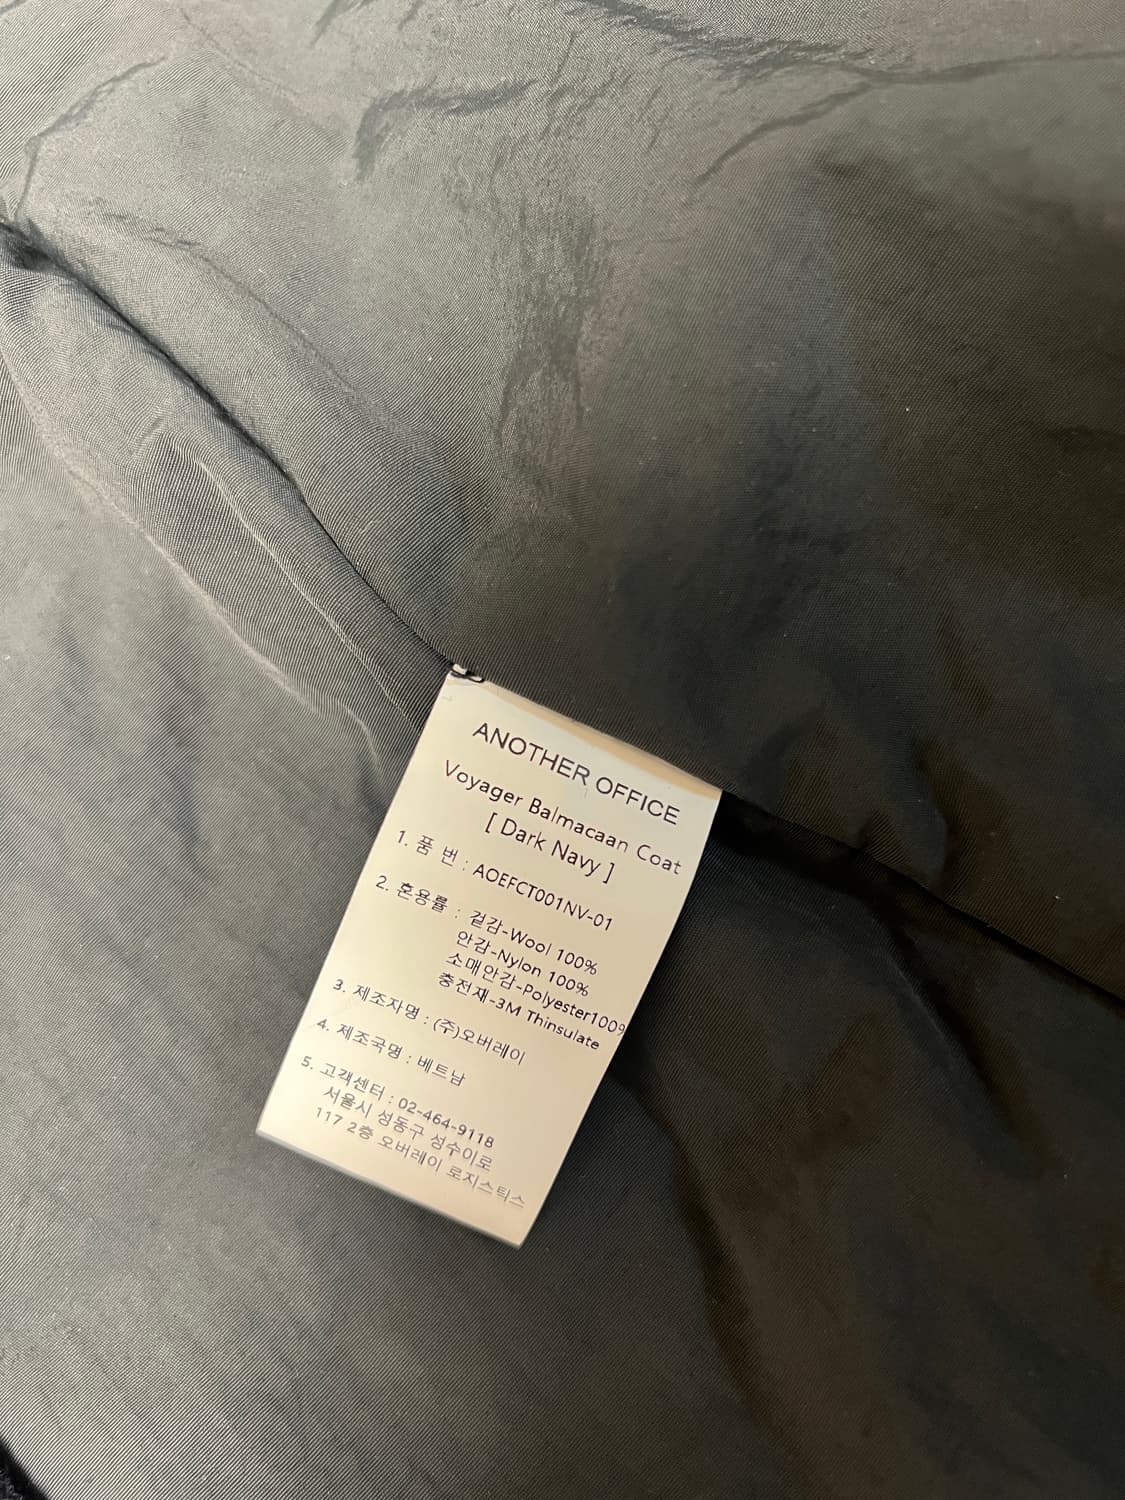 ANOTHER OFFICE
Voyager Balmacaan Coat
[ Dark Navy ]
1. 품 번 : AOEFCT001NV-01
2. 혼용률 : 겉감-Wool 100%
안감-Nylon 100%
소매안감-Polyester100%
충전재-3M Thinsulate
3. 제조자명 : (주)오버레이
4. 제조국명 : 베트남
5. 고객센터 : 02-464-9118
서울시 성동구 성수이로
117 2층 오버레이 로지스틱스